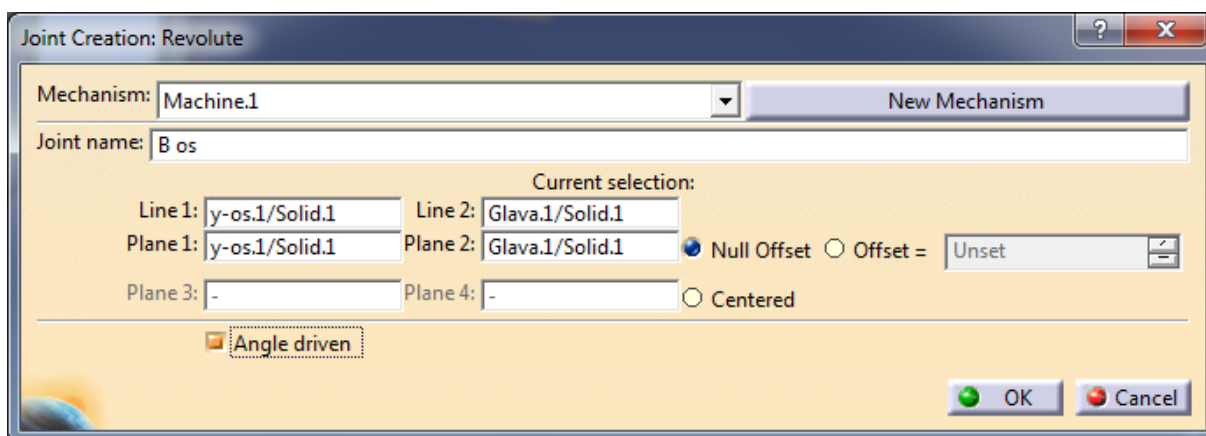 Joint Creation: Revolute
Mechanism: Machine.1 New Mechanism
Joint name: B os
Current selection:
Line 1: y-os.1/Solid.1 Line 2: Glava.1/Solid.1
Plane 1: y-os.1/Solid.1 Plane 2: Glava.1/Solid.1 Null Offset Offset = Unset
Plane 3: - Plane 4: - Centered
Angle driven
OK Cancel